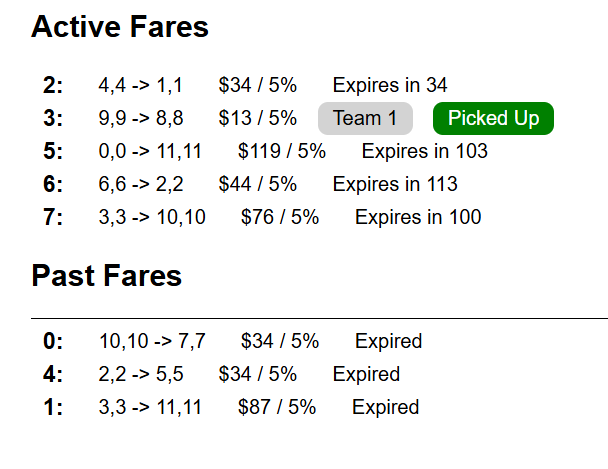 Active Fares
2: 4,4 -> 1,1 $34 / 5% Expires in 34
3: 9,9 -> 8,8 $13 / 5% Team 1 Picked Up
5: 0,0 -> 11,11 $119 / 5% Expires in 103
6: 6,6 -> 2,2 $44 / 5% Expires in 113
7: 3,3 -> 10,10 $76 / 5% Expires in 100
Past Fares
0: 10,10 -> 7,7 $34 / 5% Expired
4: 2,2 -> 5,5 $34 / 5% Expired
1: 3,3 -> 11,11 $87 / 5% Expired